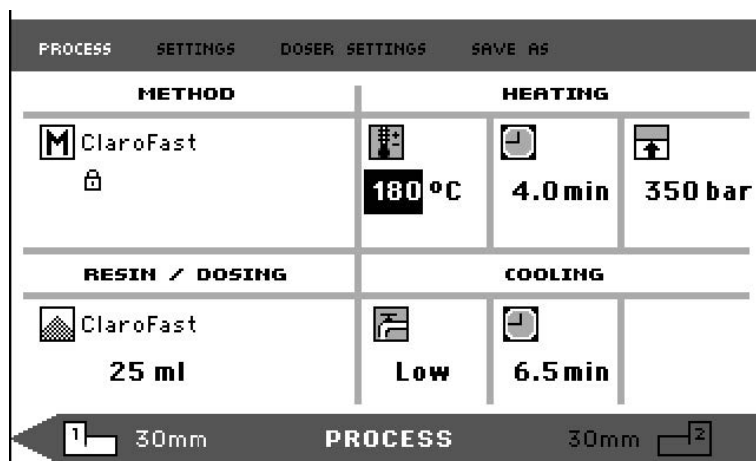 PROCESS SETTINGS DOSER SETTINGS SAVE AS
METHOD HEATING
M ClaroFast
180 ºC 4.0 min 350 bar
RESIN / DOSING COOLING
ClaroFast
25 ml Low 6.5 min
1 30mm PROCESS 30mm 2